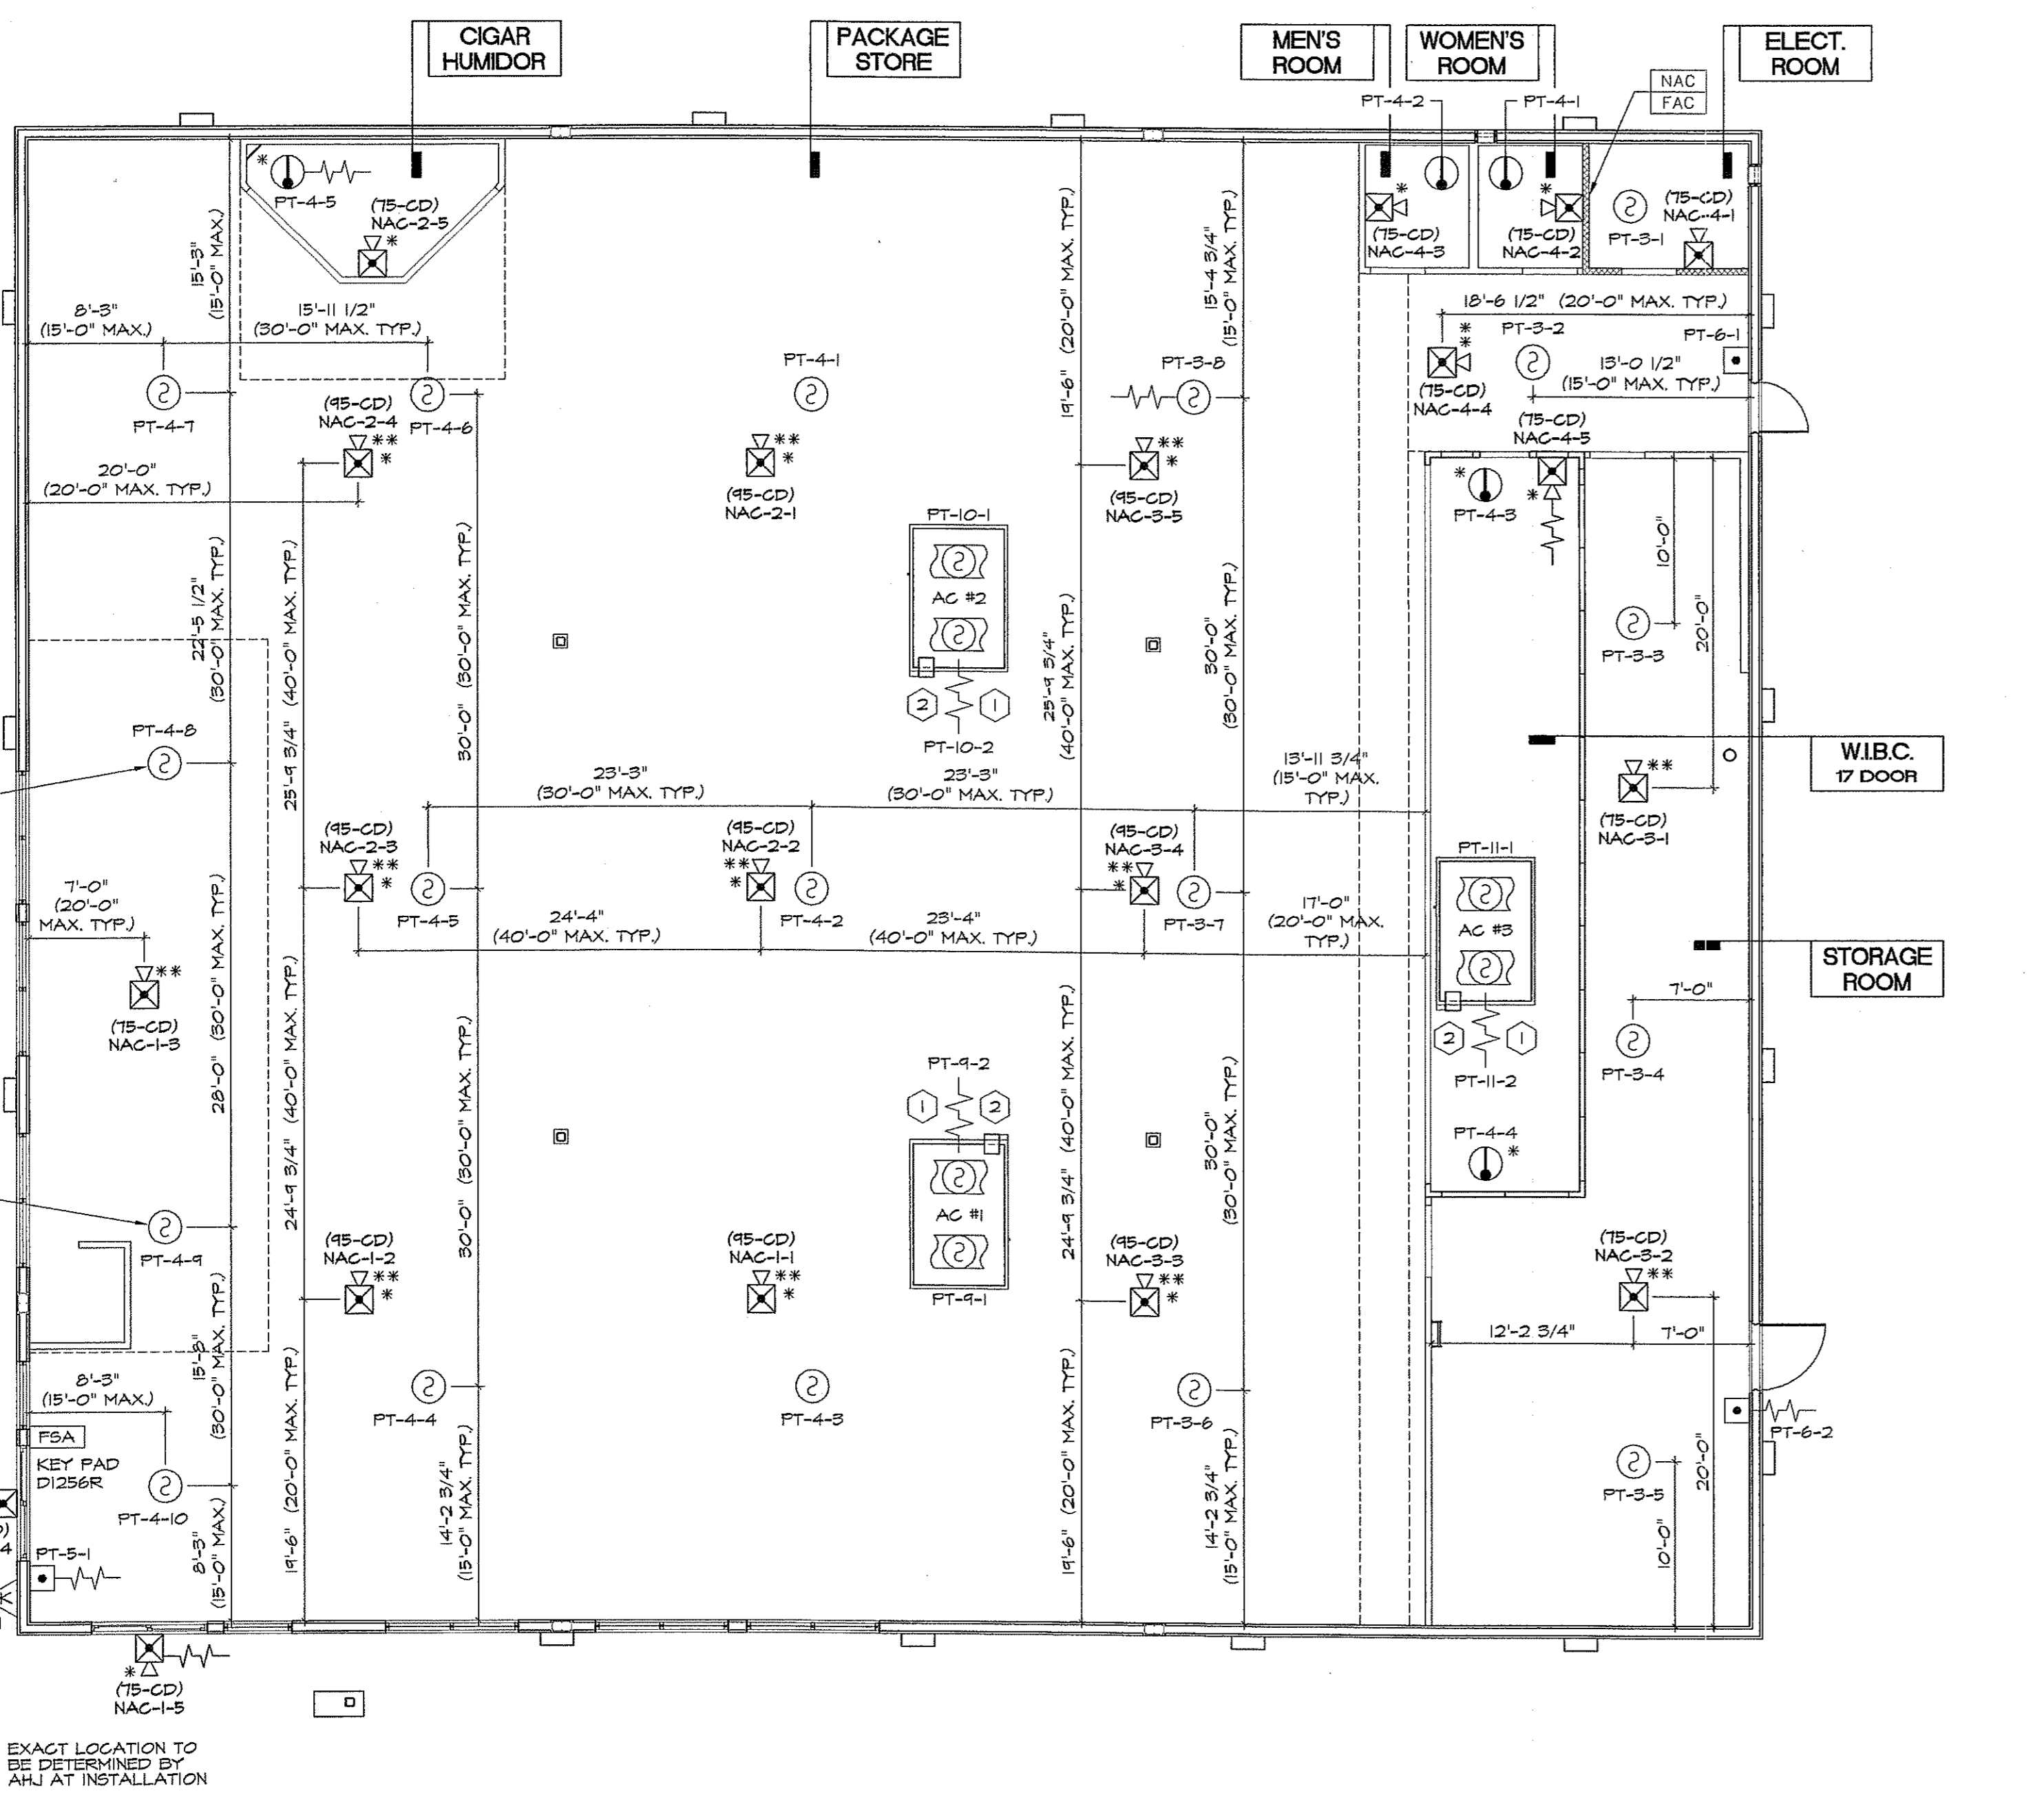 CIGAR
HUMIDOR
PACKAGE
STORE
MEN'S
ROOM
WOMEN'S
ROOM
ELECT.
ROOM
NAC
FAC
PT-4-2
PT-4-1
*
PT-4-5
(75-CD)
NAC-2-5
*
*
(75-CD)
NAC-4-3
*
(75-CD)
NAC-4-2
PT-3-1
(75-CD)
NAC-4-1
15'-3"
(15'-0" MAX.)
19'-6" (20'-0" MAX. TYP.)
15'-4 3/4"
(15'-0" MAX. TYP.)
8'-3"
(15'-0" MAX.)
15'-11 1/2"
(30'-0" MAX. TYP.)
18'-6 1/2" (20'-0" MAX. TYP.)
PT-3-2
PT-6-1
*
*
13'-0 1/2"
(15'-0" MAX. TYP.)
(75-CD)
NAC-4-4
(75-CD)
NAC-4-5
PT-4-7
PT-4-6
PT-4-1
PT-3-8
(95-CD)
NAC-2-4
**
*
**
*
(95-CD)
NAC-2-1
**
*
(95-CD)
NAC-3-5
20'-0"
(20'-0" MAX. TYP.)
*
PT-4-3
*
10'-0"
20'-0"
PT-3-3
PT-10-1
AC #2
2
1
PT-10-2
22'-5 1/2"
(30'-0" MAX. TYP.)
25'-9 3/4" (40'-0" MAX. TYP.)
30'-0" (30'-0" MAX. TYP.)
25'-9 3/4"
(40'-0" MAX. TYP.)
30'-0"
(30'-0" MAX. TYP.)
PT-4-8
23'-3"
(30'-0" MAX. TYP.)
23'-3"
(30'-0" MAX. TYP.)
13'-11 3/4"
(15'-0" MAX.
TYP.)
W.I.B.C.
17 DOOR
**
(75-CD)
NAC-3-1
(95-CD)
NAC-2-3
**
*
PT-4-5
(95-CD)
NAC-2-2
**
*
PT-4-2
(95-CD)
NAC-3-4
**
*
PT-3-7
PT-11-1
AC #3
2
1
PT-11-2
7'-0"
(20'-0"
MAX. TYP.)
24'-4"
(40'-0" MAX. TYP.)
23'-4"
(40'-0" MAX. TYP.)
17'-0"
(20'-0" MAX.
TYP.)
STORAGE
ROOM
7'-0"
PT-3-4
**
(75-CD)
NAC-1-3
28'-0" (30'-0" MAX. TYP.)
24'-9 3/4" (40'-0" MAX. TYP.)
30'-0" (30'-0" MAX. TYP.)
24'-9 3/4" (40'-0" MAX. TYP.)
30'-0"
(30'-0" MAX. TYP.)
PT-9-2
1
2
AC #1
PT-9-1
PT-4-4
*
PT-4-9
(95-CD)
NAC-1-2
**
*
(95-CD)
NAC-1-1
**
*
(95-CD)
NAC-3-3
**
*
(75-CD)
NAC-3-2
**
12'-2 3/4"
7'-0"
15'-8"
(30'-0" MAX. TYP.)
8'-3"
(15'-0" MAX.)
FSA
KEY PAD
D1256R
PT-4-10
PT-4-4
PT-4-3
PT-3-6
PT-6-2
PT-3-5
8'-3"
(15'-0" MAX.)
19'-6" (20'-0" MAX. TYP.)
14'-2 3/4"
(15'-0" MAX. TYP.)
19'-6" (20'-0" MAX. TYP.)
14'-2 3/4"
(15'-0" MAX. TYP.)
10'-0"
20'-0"
4
PT-5-1
*
(75-CD)
NAC-1-5
EXACT LOCATION TO
BE DETERMINED BY
AHJ AT INSTALLATION